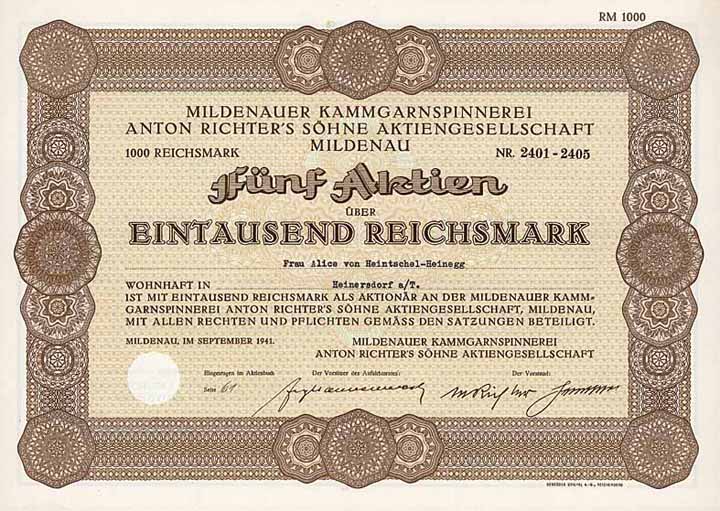 RM 1000
MILDENAUER KAMMGARNSPINNEREI
ANTON RICHTER'S SÖHNE AKTIENGESELLSCHAFT
1000 REICHSMARK MILDENAU NR. 2401-2405
Fünf Aktien
ÜBER
EINTAUSEND REICHSMARK
Frau Alice von Heintschel-Heinegg
WOHNHAFT IN Heinersdorf a/T.
IST MIT EINTAUSEND REICHSMARK ALS AKTIONÄR AN DER MILDENAUER KAMM-
GARNSPINNEREI ANTON RICHTER'S SÖHNE AKTIENGESELLSCHAFT, MILDENAU,
MIT ALLEN RECHTEN UND PFLICHTEN GEMÄSS DEN SATZUNGEN BETEILIGT.
MILDENAU, IM SEPTEMBER 1941.
MILDENAUER KAMMGARNSPINNEREI
ANTON RICHTER'S SÖHNE AKTIENGESELLSCHAFT
Eingetragen im Aktienbuch Der Vorsitzer des Aufsichtsrates: Der Vorstand:
Seite 61